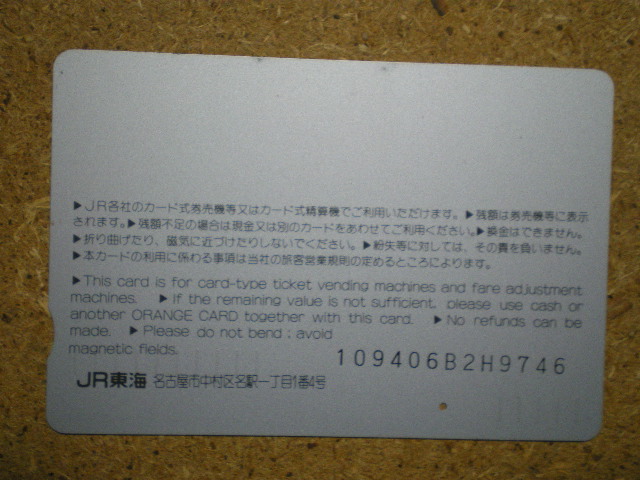 ▶JR各社のカード式券売機等又はカード式精算機でご利用いただけます。▶残額は券売機等に表示
されます。▶残額不足の場合は現金又は別のカードをあわせてご利用ください。▶換金はできません。
▶折り曲げたり、磁気に近づけたりしないでください。▶紛失等に対しては、その責を負いません。
▶本カードの利用に係わる事項は当社の旅客営業規則の定めるところによります。
▶This card is for card-type ticket vending machines and fare adjustment
machines. ▶If the remaining value is not sufficient, please use cash or
another ORANGE CARD together with this card. ▶No refunds can be
made. ▶Please do not bend; avoid
magnetic fields.
109406B2H9746
JR東海 名古屋市中村区名駅一丁目1番4号